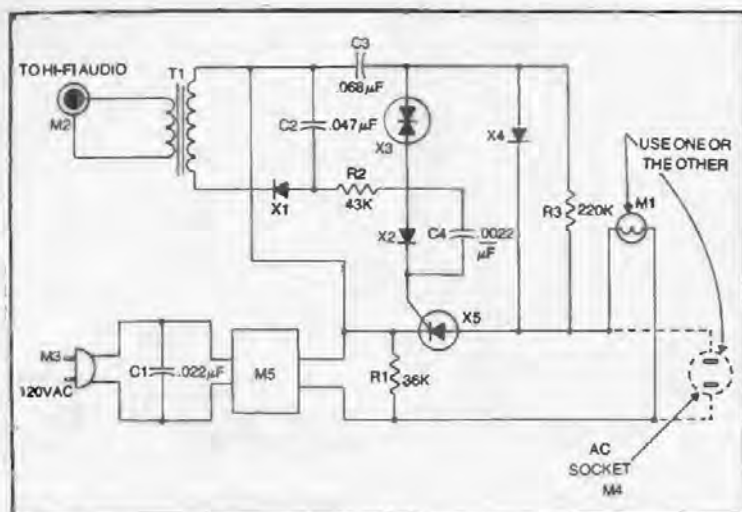 C3
TO HI-FI AUDIO
T1
.068µF
M2
C2
.047µF
X3
X4
USE ONE OR
THE OTHER
R2
X1
43K
M1
R3
220K
X2
C4
.0022
µF
X5
M3
C1
.022µF
M5
R1
36K
120VAC
AC
SOCKET
M4